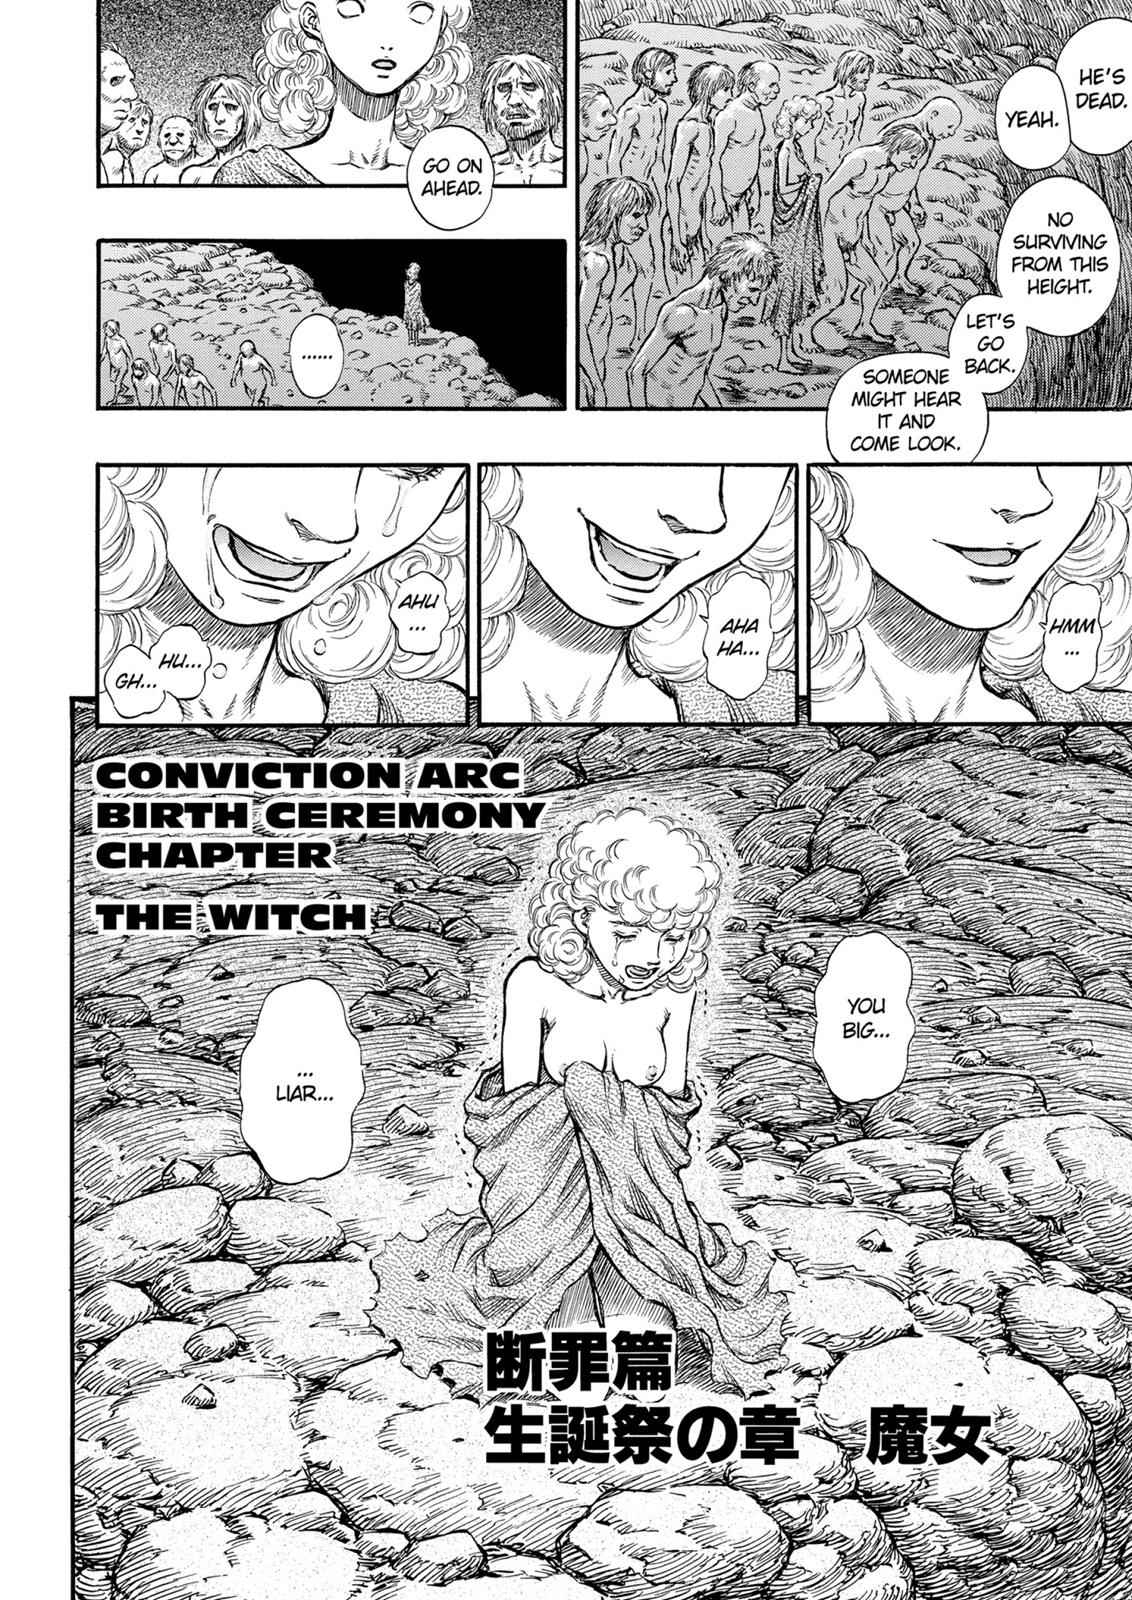 HE'S
DEAD.
YEAH.
NO
SURVIVING
FROM THIS
HEIGHT.
LET'S
GO
BACK.
SOMEONE
MIGHT HEAR
IT AND
COME LOOK.
GO ON
AHEAD.
......
HMM
...
AHA
HA...
AHU
...
HU...
GH...
CONVICTION ARC
BIRTH CEREMONY
CHAPTER
THE WITCH
YOU
BIG...
...
LIAR...
断罪篇
生誕祭の章 魔女